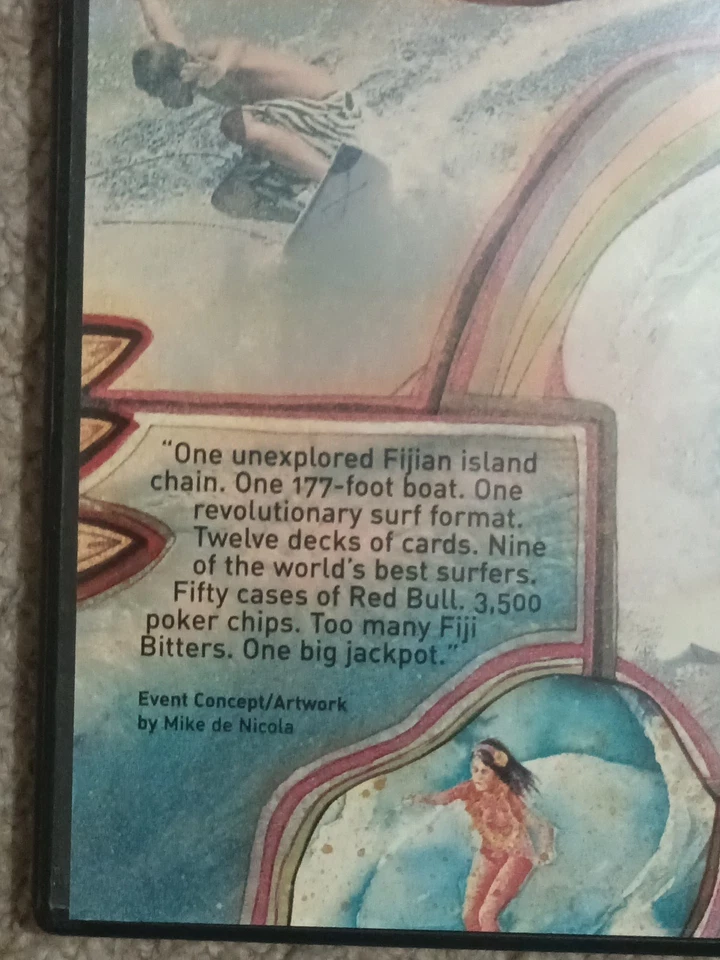 “One unexplored Fijian island
chain. One 177-foot boat. One
revolutionary surf format.
Twelve decks of cards. Nine
of the world's best surfers.
Fifty cases of Red Bull. 3,500
poker chips. Too many Fiji
Bitters. One big jackpot.”
Event Concept/Artwork
by Mike de Nicola